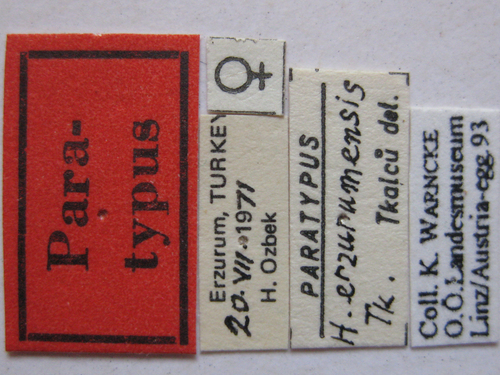 Para-
typus
♀
Erzurum, TURKEY
20.VII.1971
H. Ozbek
PARATYPUS
H. erzurumensis
Tk. Tkalců det.
Coll. K. WARNCKE
O.Ö.Landesmuseum
Linz/Austria-egg.93